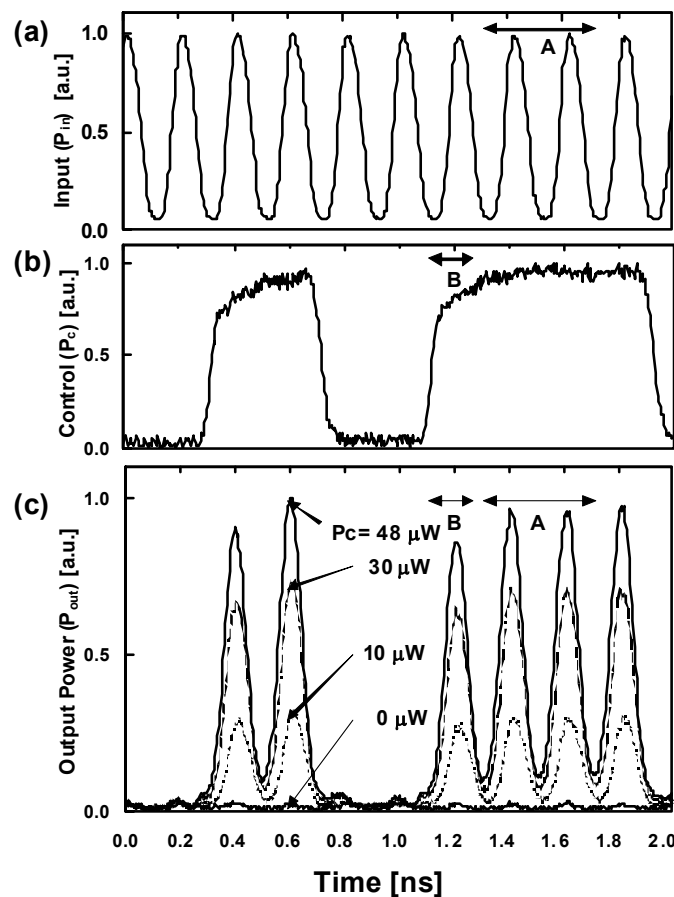 (a)
Input (Pin) [a.u.]
1.0
0.5
0.0
A
(b)
Control (Pc) [a.u.]
1.0
0.5
0.0
B
(c)
Output Power (Pout) [a.u.]
1.0
0.5
0.0
B
A
Pc= 48 μW
30 μW
10 μW
0 μW
0.0 0.2 0.4 0.6 0.8 1.0 1.2 1.4 1.6 1.8 2.0
Time [ns]